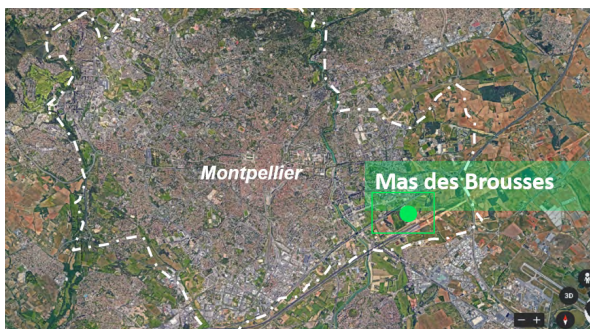 Montpellier
Mas des Brousses
3D
− +